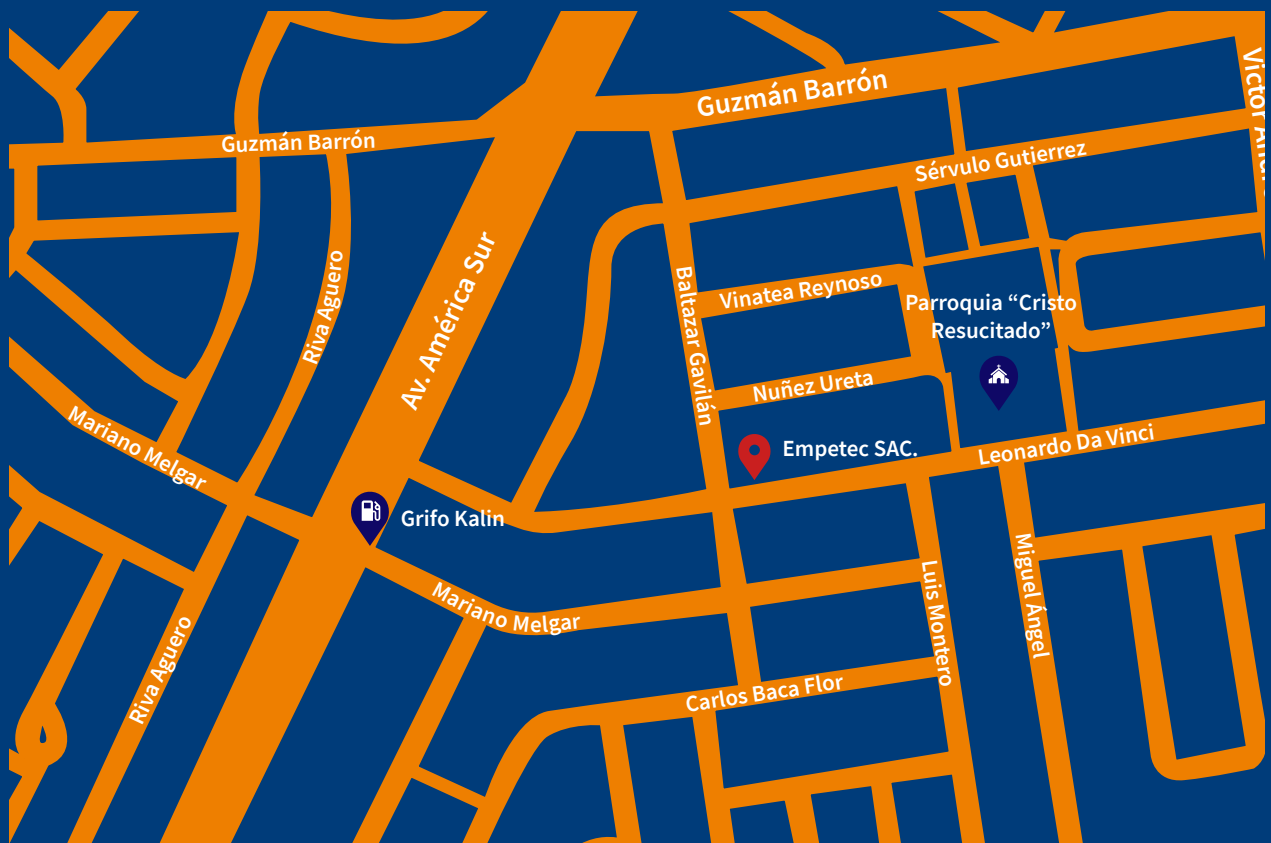 Guzmán Barrón
Victor Andre
Guzmán Barrón
Sérvulo Gutierrez
Av. América Sur
Riva Aguero
Baltazar Gavilán
Vinatea Reynoso
Parroquia “Cristo
Resucitado”
Nuñez Ureta
Mariano Melgar
Empetec SAC.
Leonardo Da Vinci
Grifo Kalin
Mariano Melgar
Luis Montero
Miguel Ángel
Riva Aguero
Carlos Baca Flor